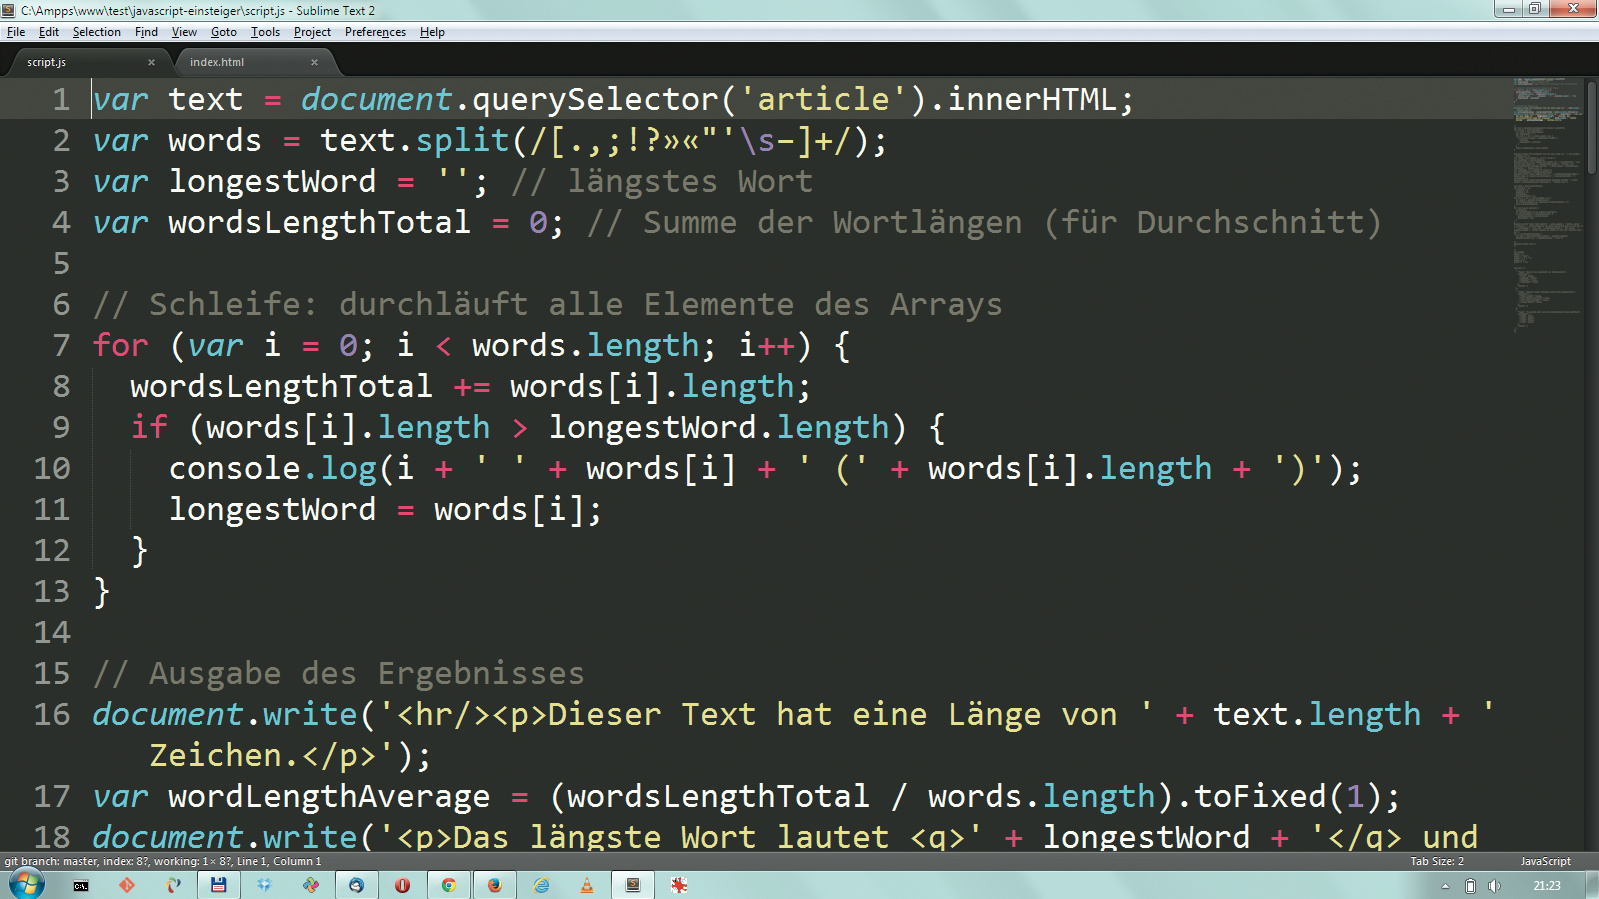 C:\Ampps\www\test\javascript-einsteiger\script.js - Sublime Text 2
File Edit Selection Find View Goto Tools Project Preferences Help
script.js × index.html ×
1 var text = document.querySelector('article').innerHTML;
2 var words = text.split(/[.,;!?»«"'\s–]+/);
3 var longestWord = ''; // längstes Wort
4 var wordsLengthTotal = 0; // Summe der Wortlängen (für Durchschnitt)
5
6 // Schleife: durchläuft alle Elemente des Arrays
7 for (var i = 0; i < words.length; i++) {
8   wordsLengthTotal += words[i].length;
9   if (words[i].length > longestWord.length) {
10     console.log(i + ' ' + words[i] + ' (' + words[i].length + ')');
11     longestWord = words[i];
12   }
13 }
14
15 // Ausgabe des Ergebnisses
16 document.write('<hr/><p>Dieser Text hat eine Länge von ' + text.length + '
Zeichen.</p>');
17 var wordLengthAverage = (wordsLengthTotal / words.length).toFixed(1);
18 document.write('<p>Das längste Wort lautet <q>' + longestWord + '</q> und
git branch: master, index: 8?, working: 1× 8?, Line 1, Column 1 Tab Size: 2 JavaScript
C:\.
21:23